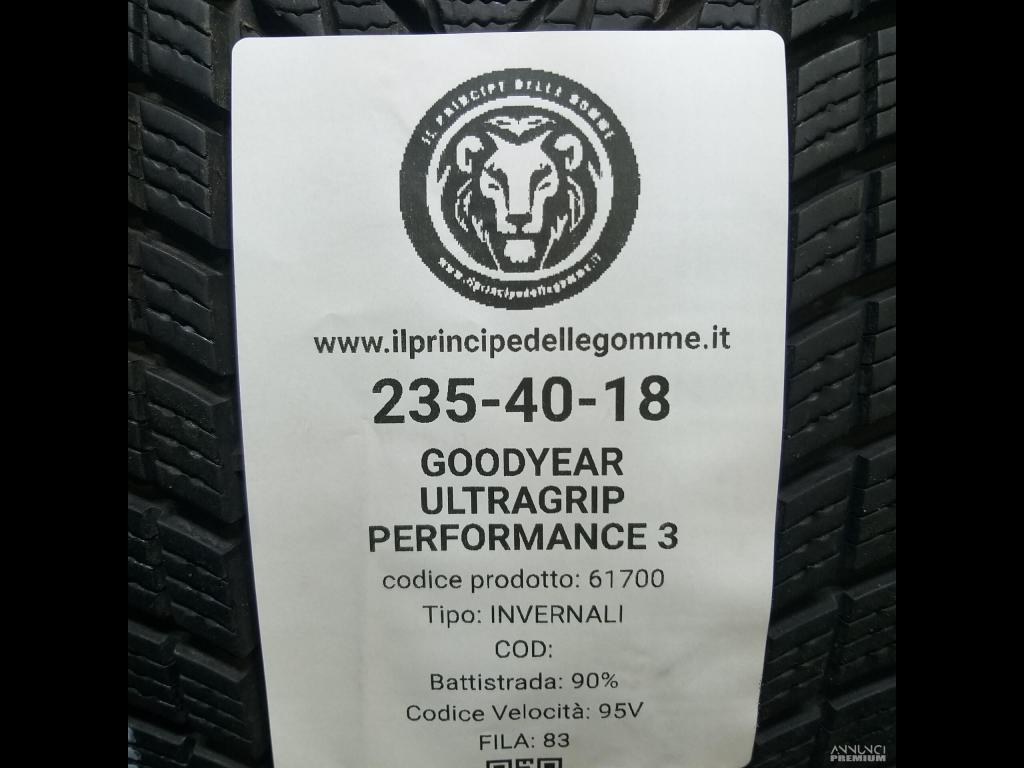 IL PRINCIPE DELLE GOMME
www.ilprincipedellegomme.it
www.ilprincipedellegomme.it
235-40-18
GOODYEAR
ULTRAGRIP
PERFORMANCE 3
codice prodotto: 61700
Tipo: INVERNALI
COD:
Battistrada: 90%
Codice Velocità: 95V
FILA: 83
ANNUNCI
PREMIUM